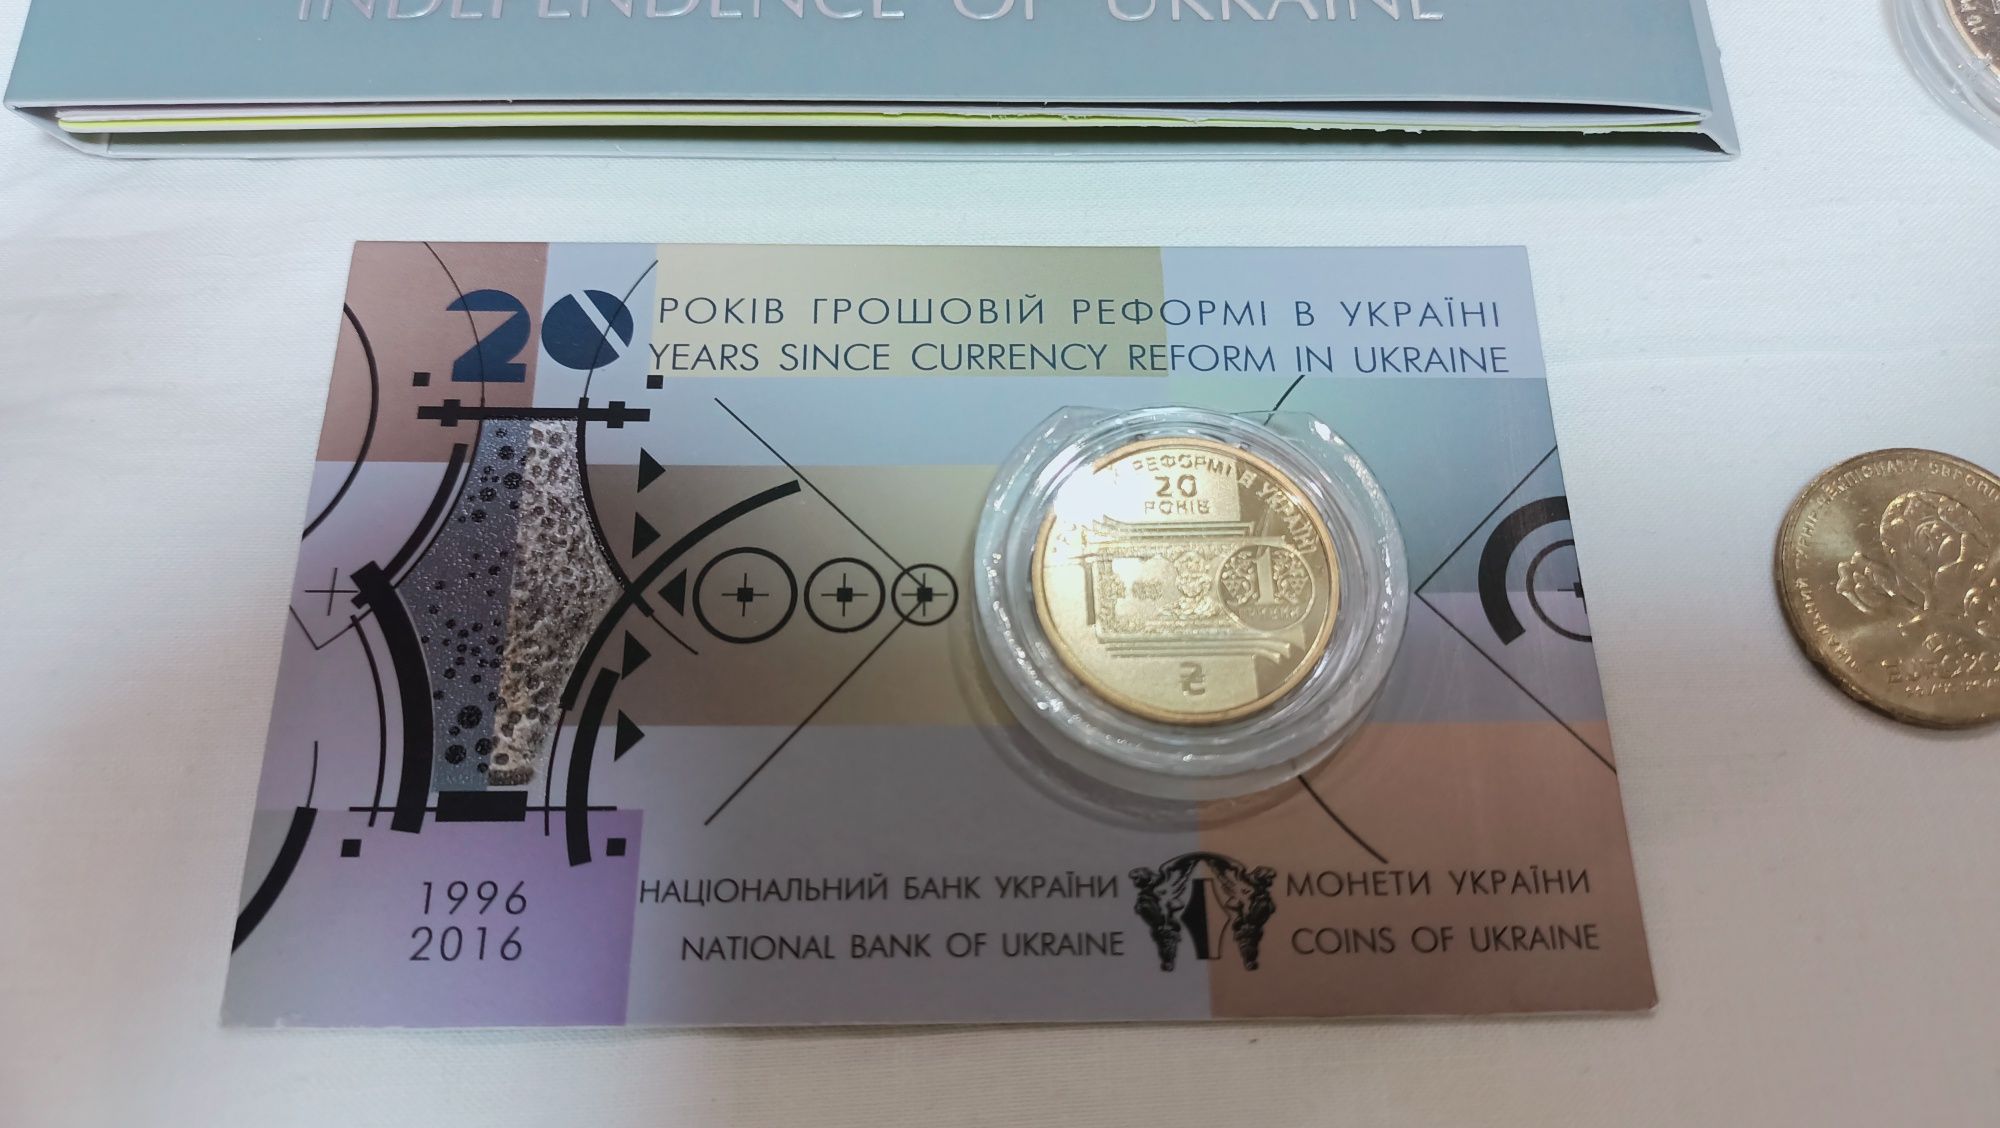 INDEPENDENCE OF UKRAINE
20 РОКІВ ГРОШОВІЙ РЕФОРМІ В УКРАЇНІ
YEARS SINCE CURRENCY REFORM IN UKRAINE
РЕФОРМІ В УКРАЇНІ
20
РОКІВ
1
₴
1996
2016
НАЦІОНАЛЬНИЙ БАНК УКРАЇНИ
NATIONAL BANK OF UKRAINE
МОНЕТИ УКРАЇНИ
COINS OF UKRAINE